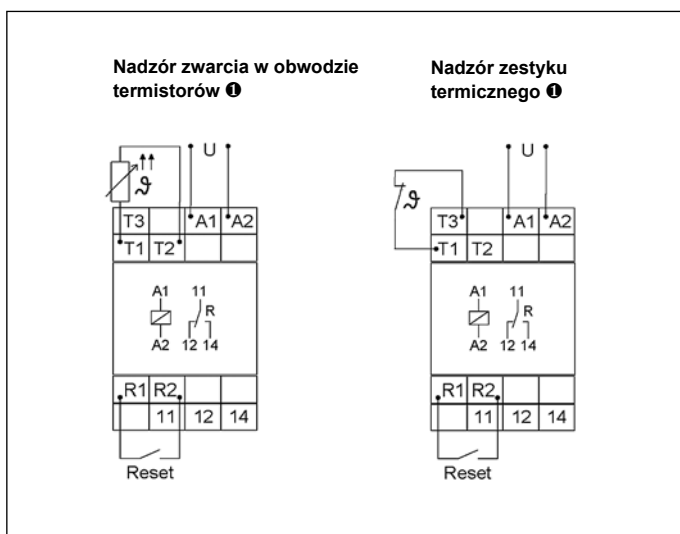 Nadzór zwarcia w obwodzie
termistorów ❶
U
ϑ
T3 A1 A2
T1 T2
A1 11
R
A2 12 14
R1 R2
11 12 14
Reset
Nadzór zestyku
termicznego ❶
U
ϑ
T3 A1 A2
T1 T2
A1 11
R
A2 12 14
R1 R2
11 12 14
Reset